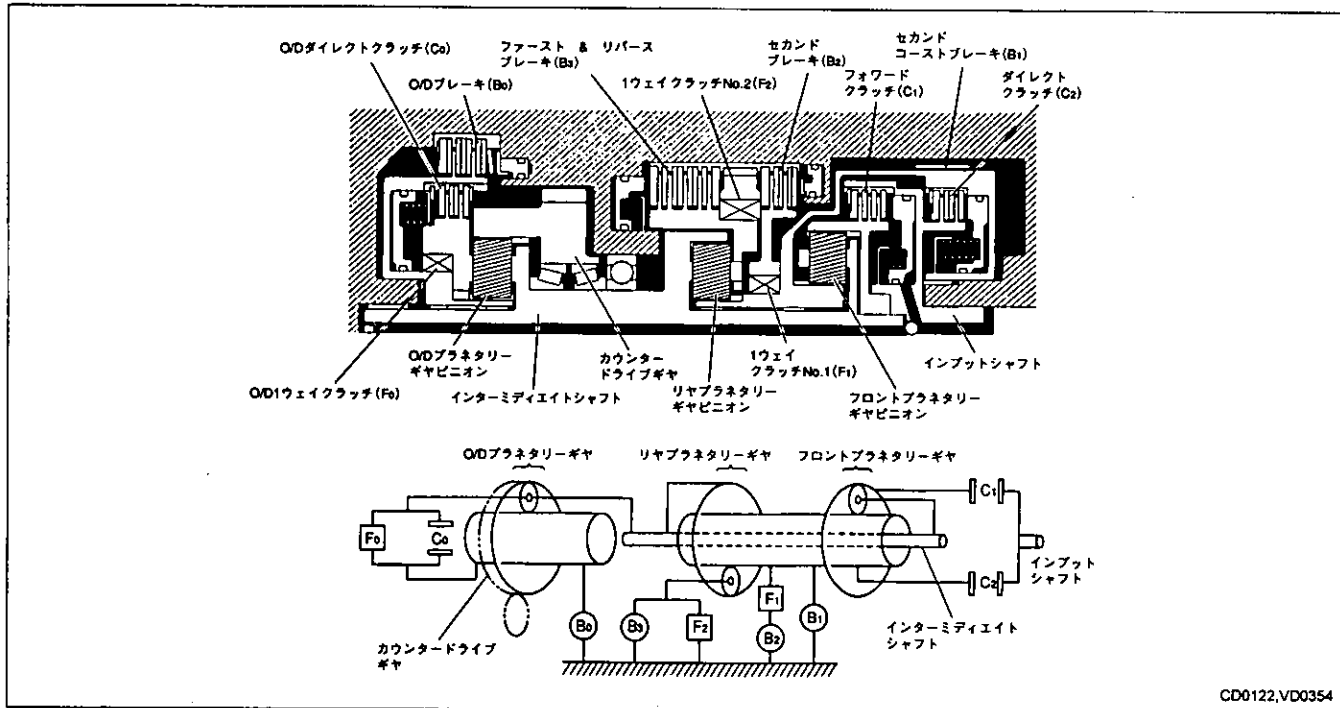 O/Dダイレクトクラッチ(C0)
ファースト & リバース
ブレーキ(B3)
セカンド
ブレーキ(B2)
セカンド
コーストブレーキ(B1)
O/Dブレーキ(B0)
1ウェイクラッチNo.2(F2)
フォワード
クラッチ(C1)
ダイレクト
クラッチ(C2)
O/Dプラネタリー
ギヤピニオン
カウンター
ドライブギヤ
1ウェイ
クラッチNo.1(F1)
インプットシャフト
O/D1ウェイクラッチ(F0)
インターミディエイトシャフト
リヤプラネタリー
ギヤピニオン
フロントプラネタリー
ギヤピニオン
O/Dプラネタリーギヤ
リヤプラネタリーギヤ
フロントプラネタリーギヤ
C1
F0
C0
インプット
シャフト
C2
F1
B0
B3
F2
B2
B1
インターミディエイト
シャフト
カウンタードライブ
ギヤ
CD0122,VD0354